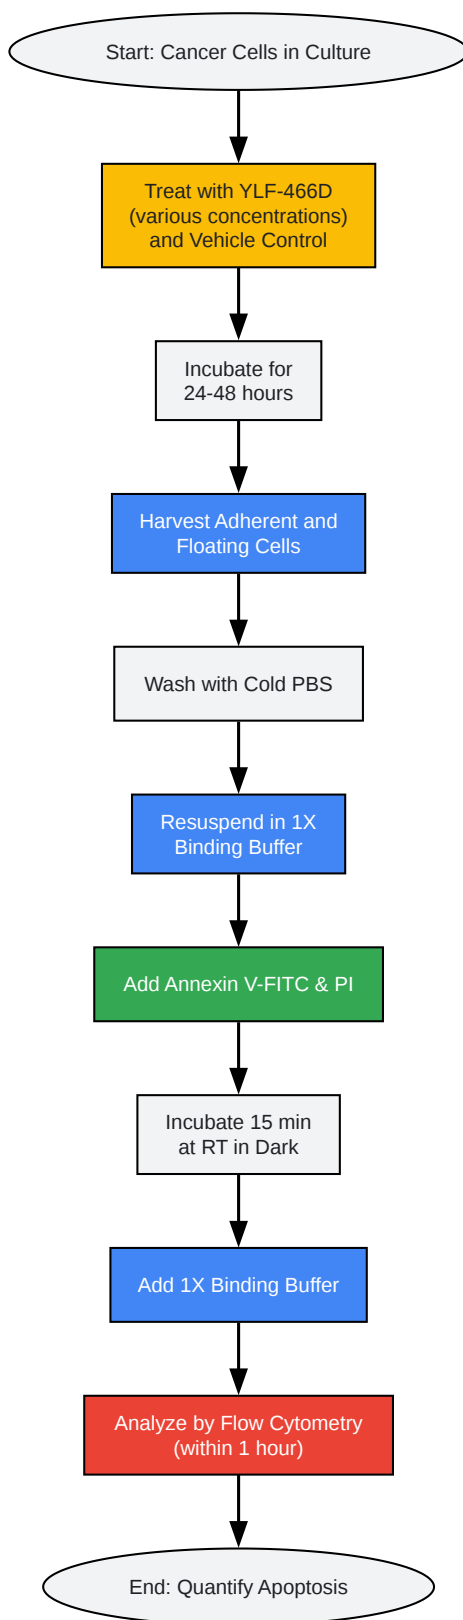 Start: Cancer Cells in Culture
Treat with YLF-466D
(various concentrations)
and Vehicle Control
Incubate for
24-48 hours
Harvest Adherent and
Floating Cells
Wash with Cold PBS
Resuspend in 1X
Binding Buffer
Add Annexin V-FITC & PI
Incubate 15 min
at RT in Dark
Add 1X Binding Buffer
Analyze by Flow Cytometry
(within 1 hour)
End: Quantify Apoptosis